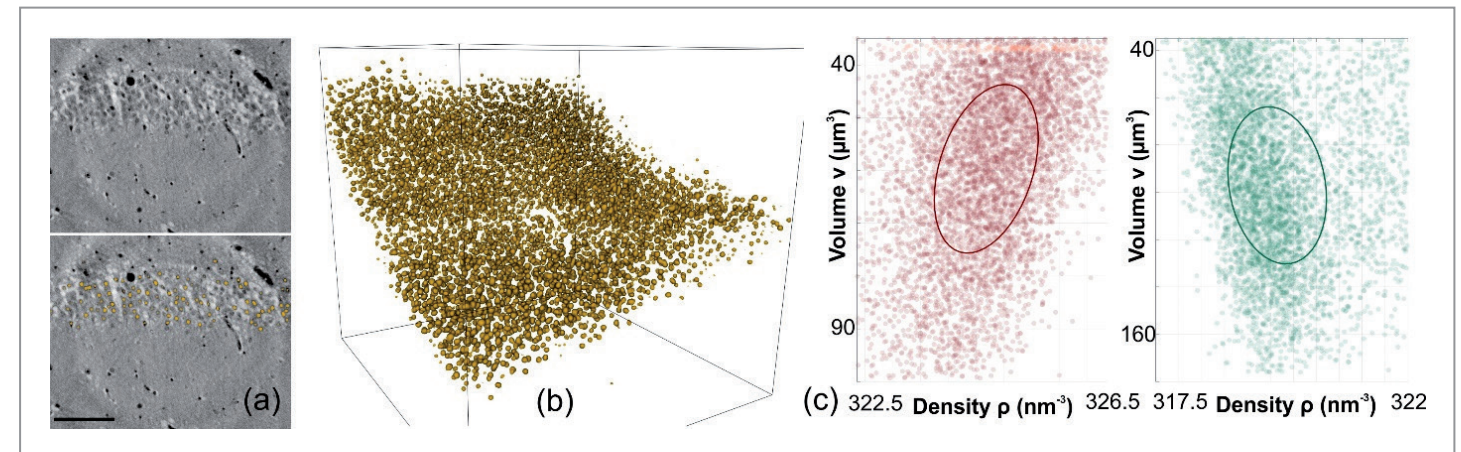 (a)
(b)
(c)
40
Volume v (μm³)
90
322.5 Density ρ (nm⁻³) 326.5
40
Volume v (μm³)
160
317.5 Density ρ (nm⁻³) 322